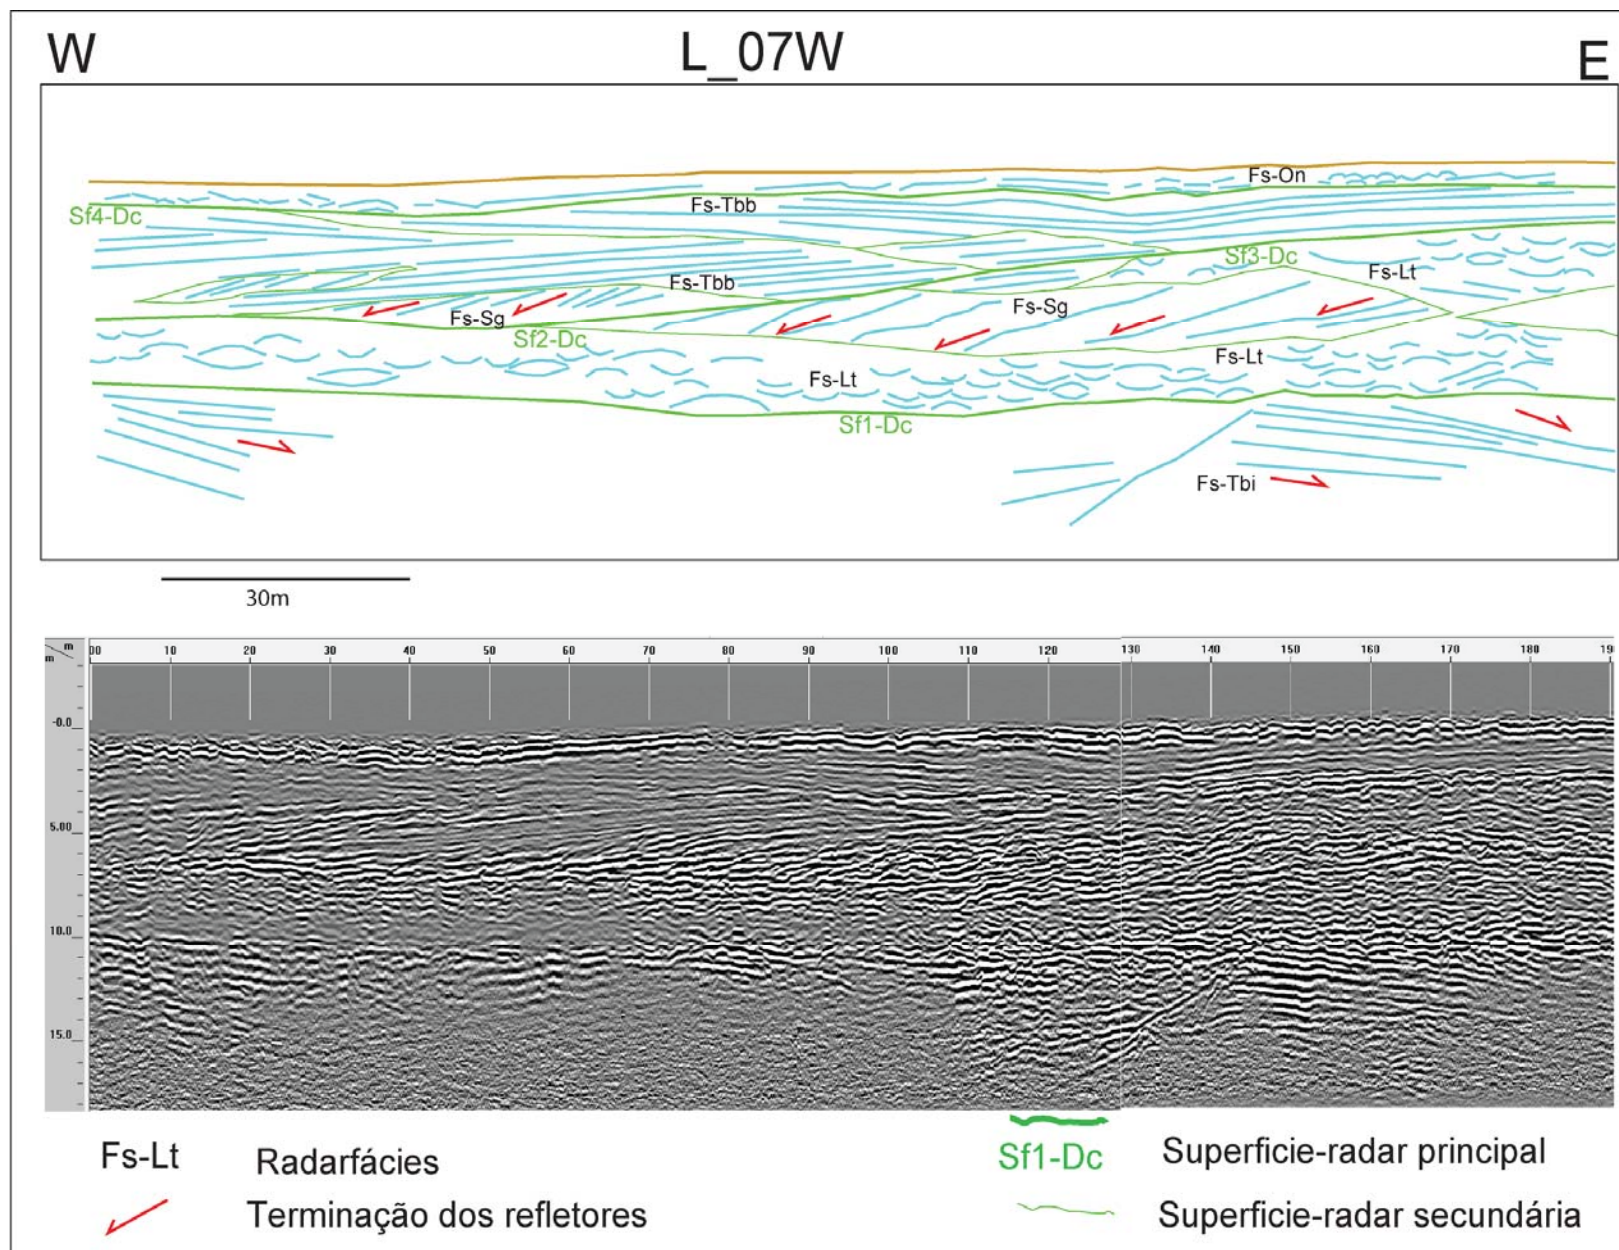 W L_07W E
Fs-On
Fs-Tbb
Sf4-Dc
Sf3-Dc
Fs-Lt
Fs-Tbb
Fs-Sg
Fs-Sg
Sf2-Dc
Fs-Lt
Fs-Lt
Sf1-Dc
Fs-Tbi
30m
m
m
00 10 20 30 40 50 60 70 80 90 100 110 120 130 140 150 160 170 180 19
-0.0
5.00
10.0
15.0
Fs-Lt Radarfácies
Terminação dos refletores
Sf1-Dc Superficie-radar principal
Superficie-radar secundária